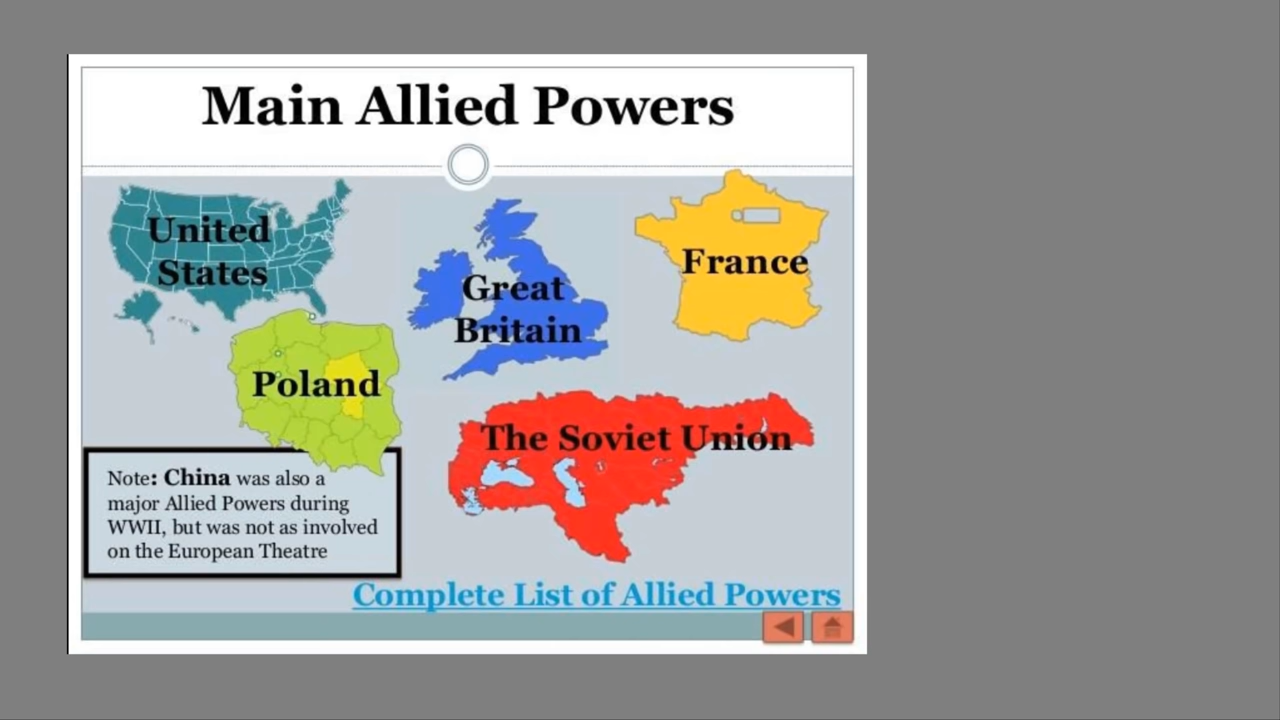 Main Allied Powers
United
States
Great
Britain
France
Poland
The Soviet Union
Note: China was also a
major Allied Powers during
WWII, but was not as involved
on the European Theatre
Complete List of Allied Powers